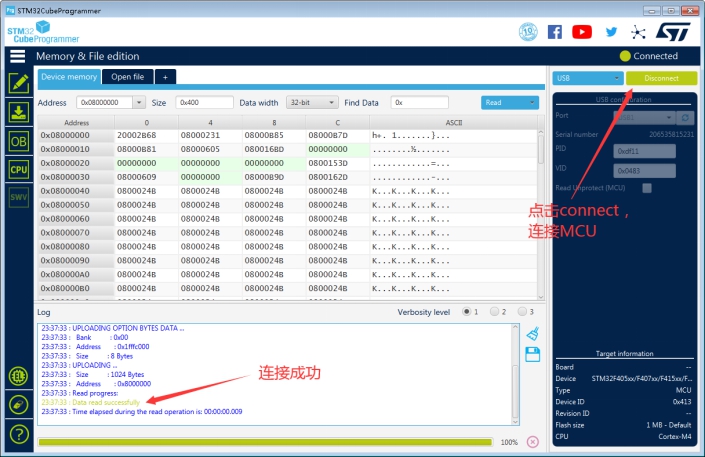 STM32CubeProgrammer
STM32
CubeProgrammer
Memory & File edition
Connected
Device memory
Open file
+
USB
Disconnect
Address 0x08000000 Size 0x400 Data width 32-bit Find Data 0x Read
Address 0 4 8 C ASCII
0x08000000 20002B68 08000231 08000B85 08000B7D h+. 1.......}...
0x08000010 08000B81 08000605 080016BD 00000000 ........½.......
0x08000020 00000000 00000000 00000000 0800153D ............=...
0x08000030 08000609 00000000 08000B9D 0800162D ............-...
0x08000040 0800024B 0800024B 0800024B 0800024B K...K...K...K...
0x08000050 0800024B 0800024B 0800024B 0800024B K...K...K...K...
0x08000060 0800024B 0800024B 0800024B 0800024B K...K...K...K...
0x08000070 0800024B 0800024B 0800024B 0800024B K...K...K...K...
0x08000080 0800024B 0800024B 0800024B 0800024B K...K...K...K...
0x08000090 0800024B 0800024B 0800024B 0800024B K...K...K...K...
0x080000A0 0800024B 0800024B 0800024B 0800024B K...K...K...K...
0x080000B0 0800024B 0800024B 0800024B 0800024B K...K...K...K...
USB configuration
Port USB1
Serial number 206535815231
PID 0xdf11
VID 0x0483
Read Unprotect (MCU)
点击connect，
连接MCU
OB
CPU
SWV
Log
Verbosity level 1 2 3
23:37:33 : UPLOADING OPTION BYTES DATA ...
23:37:33 : Bank : 0x00
23:37:33 : Address : 0x1fffc000
23:37:33 : Size : 8 Bytes
23:37:33 : UPLOADING ...
23:37:33 : Size : 1024 Bytes
23:37:33 : Address : 0x8000000
23:37:33 : Read progress:
23:37:33 : Data read successfully
23:37:33 : Time elapsed during the read operation is: 00:00:00.009
连接成功
100%
Target information
Board --
Device STM32F405xx/F407xx/F415xx/F...
Type MCU
Device ID 0x413
Revision ID --
Flash size 1 MB - Default
CPU Cortex-M4